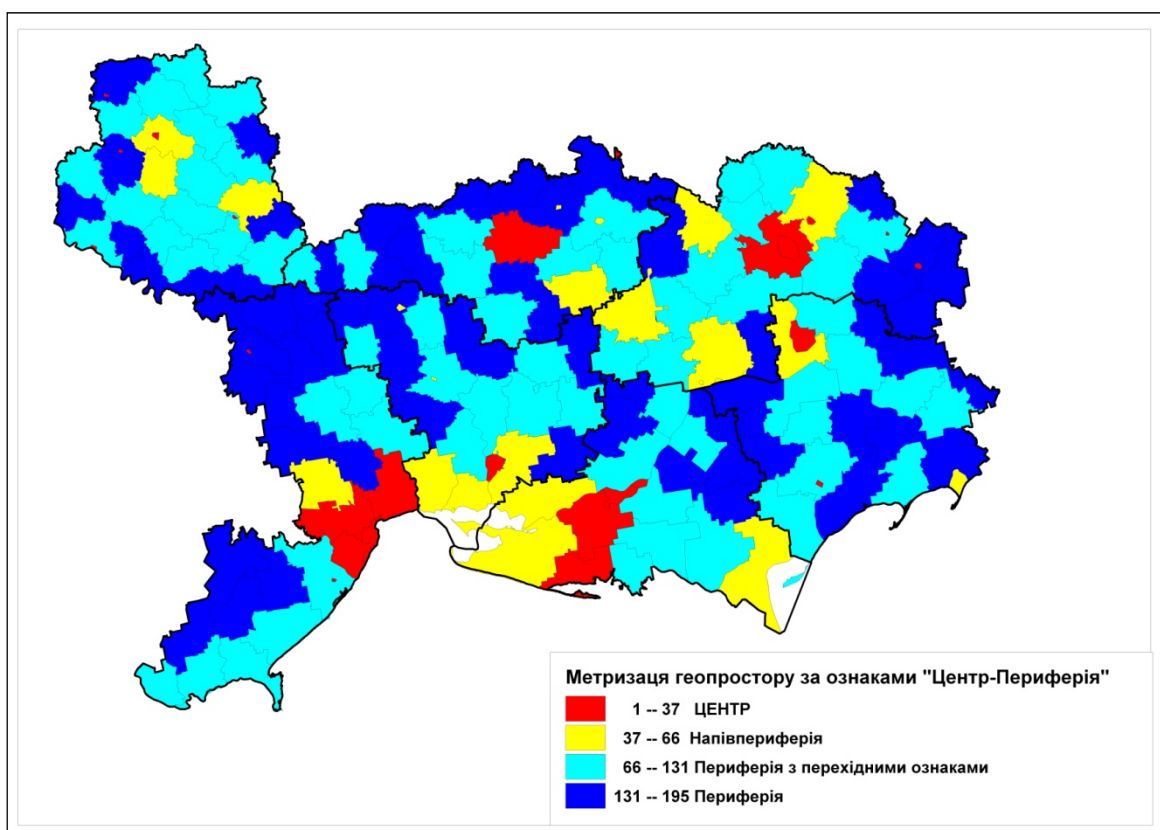 Метризаця геопростору за ознаками "Центр-Периферія"
1 -- 37 ЦЕНТР
37 -- 66 Напівпериферія
66 -- 131 Периферія з перехідними ознаками
131 -- 195 Периферія